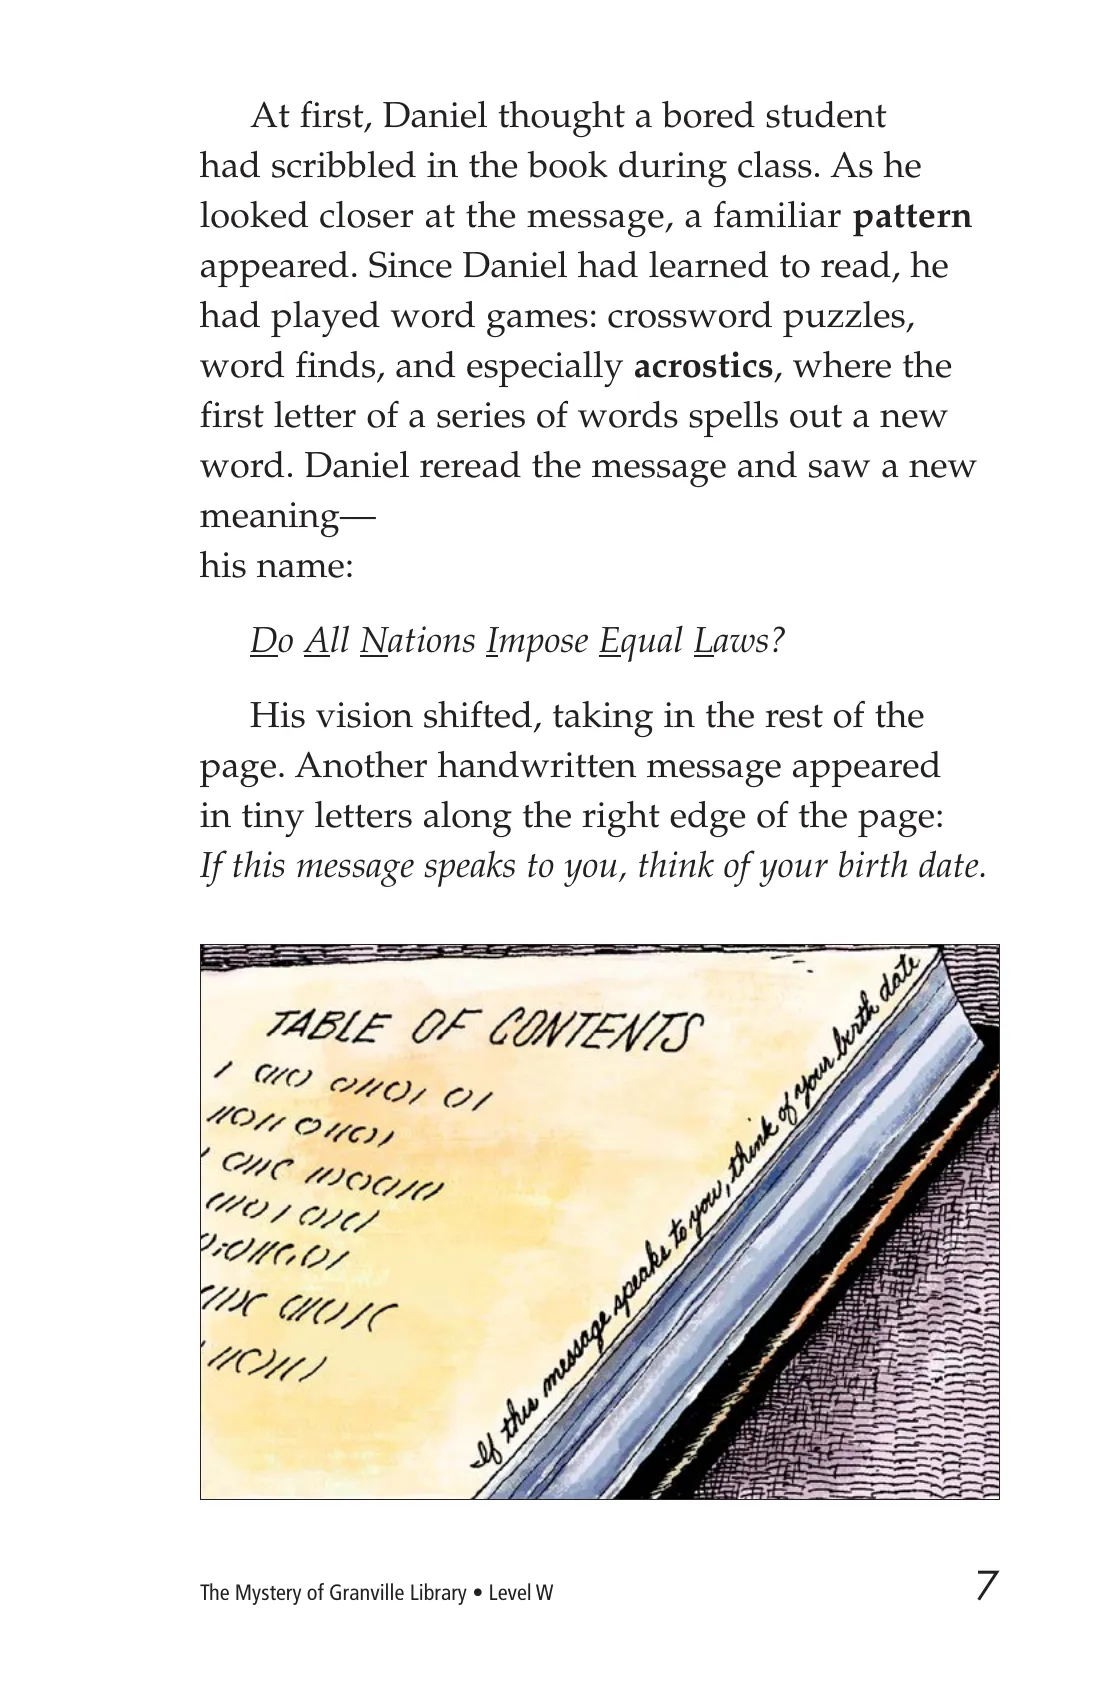 At first, Daniel thought a bored student
had scribbled in the book during class. As he
looked closer at the message, a familiar pattern
appeared. Since Daniel had learned to read, he
had played word games: crossword puzzles,
word finds, and especially acrostics, where the
first letter of a series of words spells out a new
word. Daniel reread the message and saw a new
meaning—
his name:
Do All Nations Impose Equal Laws?
His vision shifted, taking in the rest of the
page. Another handwritten message appeared
in tiny letters along the right edge of the page:
If this message speaks to you, think of your birth date.
TABLE OF CONTENTS
If this message speaks to you, think of your birth date
The Mystery of Granville Library • Level W
7